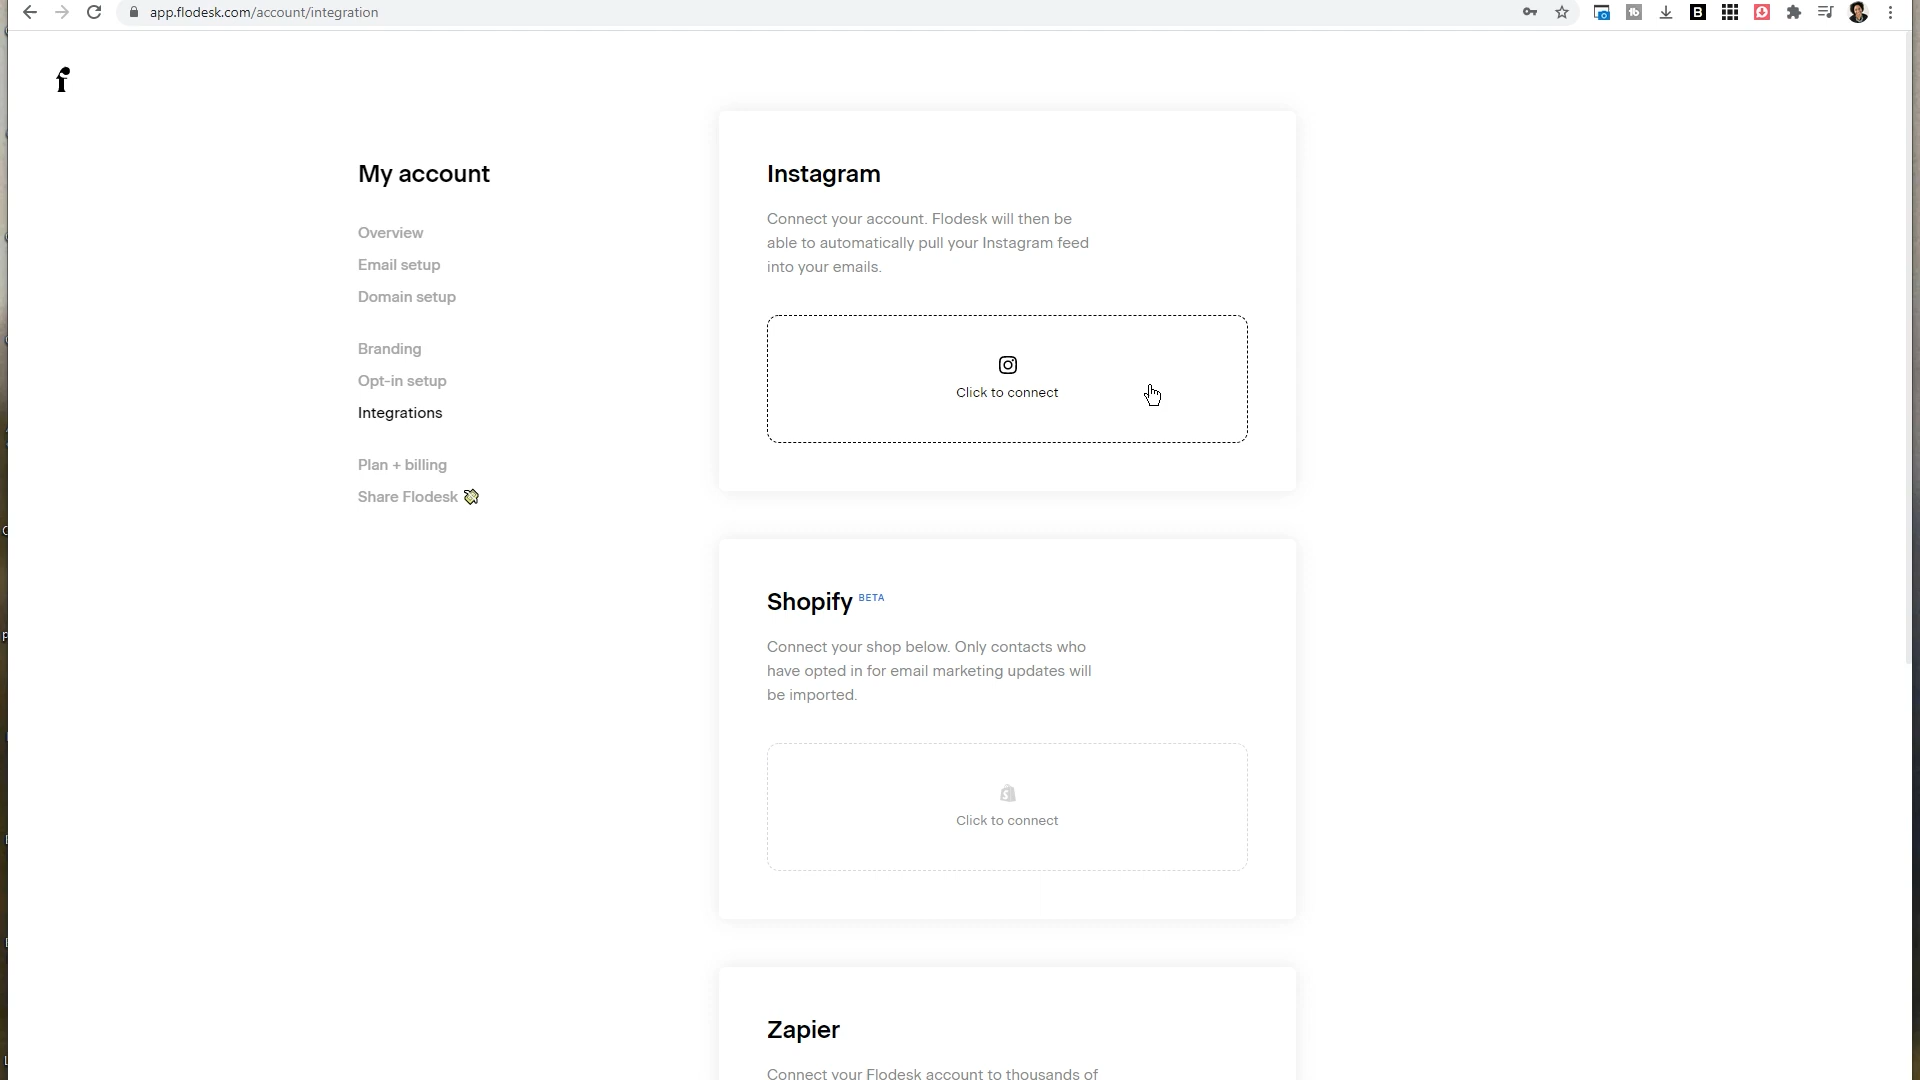 app.flodesk.com/account/integration
f
My account
Overview
Email setup
Domain setup
Branding
Opt-in setup
Integrations
Plan + billing
Share Flodesk
Instagram
Connect your account. Flodesk will then be
able to automatically pull your Instagram feed
into your emails.
Click to connect
Shopify BETA
Connect your shop below. Only contacts who
have opted in for email marketing updates will
be imported.
Click to connect
Zapier
Connect your Flodesk account to thousands of